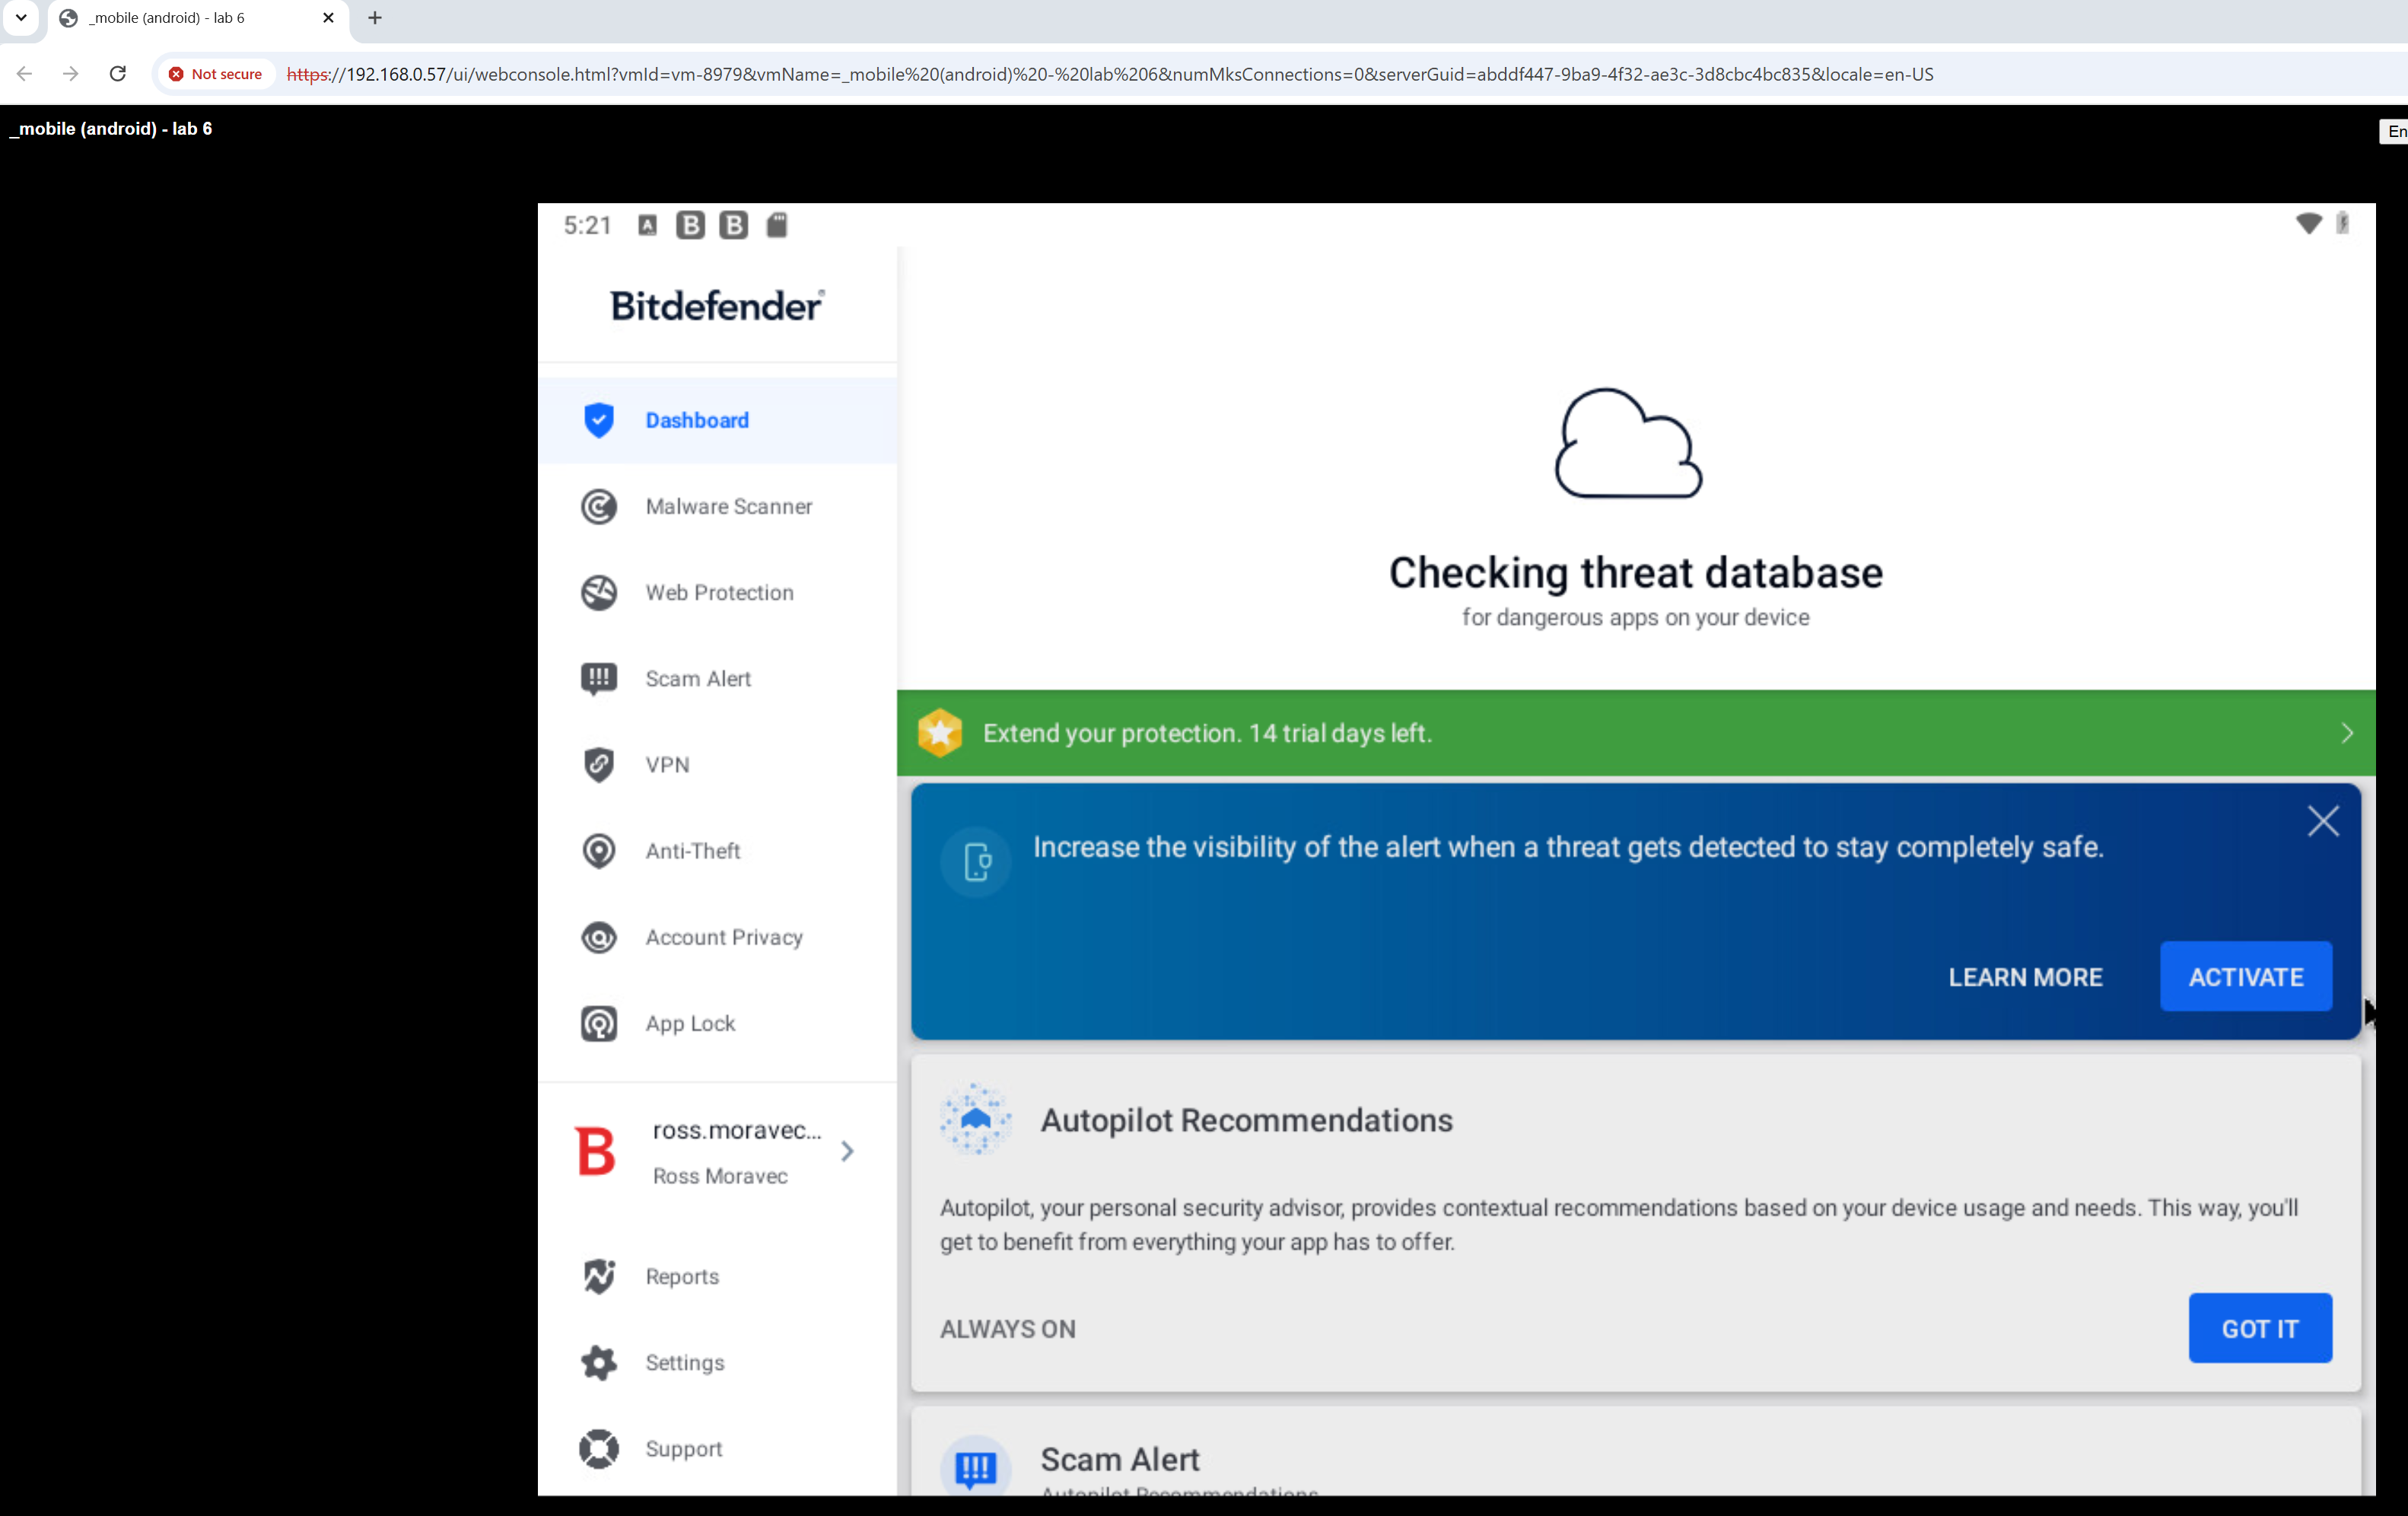 _mobile (android) - lab 6
Not secure
https://192.168.0.57/ui/webconsole.html?vmId=vm-8979&vmName=_mobile%20(android)%20-%20lab%206&numMksConnections=0&serverGuid=abddf447-9ba9-4f32-ae3c-3d8cbc4bc835&locale=en-US
_mobile (android) - lab 6
En
5:21
A
B
B
Bitdefender
Dashboard
Malware Scanner
Web Protection
Scam Alert
VPN
Anti-Theft
Account Privacy
App Lock
B
ross.moravec...
Ross Moravec
Reports
Settings
Support
Checking threat database
for dangerous apps on your device
Extend your protection. 14 trial days left.
Increase the visibility of the alert when a threat gets detected to stay completely safe.
LEARN MORE
ACTIVATE
Autopilot Recommendations
Autopilot, your personal security advisor, provides contextual recommendations based on your device usage and needs. This way, you'll
get to benefit from everything your app has to offer.
ALWAYS ON
GOT IT
Scam Alert
Autopilot Recommendations